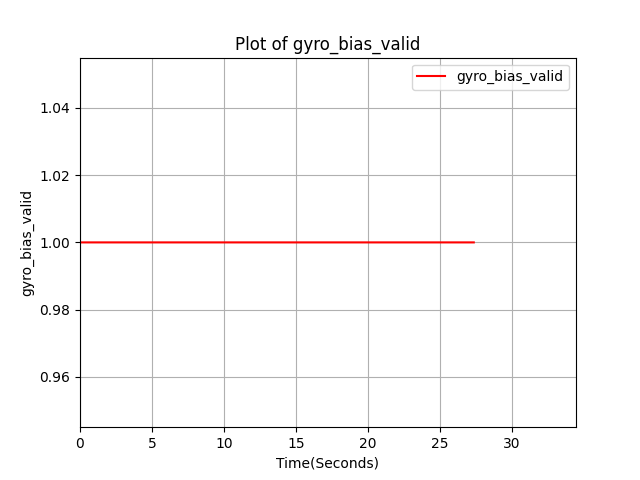 Plot of gyro_bias_valid
gyro_bias_valid
1.04
1.02
1.00
0.98
0.96
gyro_bias_valid
0 5 10 15 20 25 30
Time(Seconds)